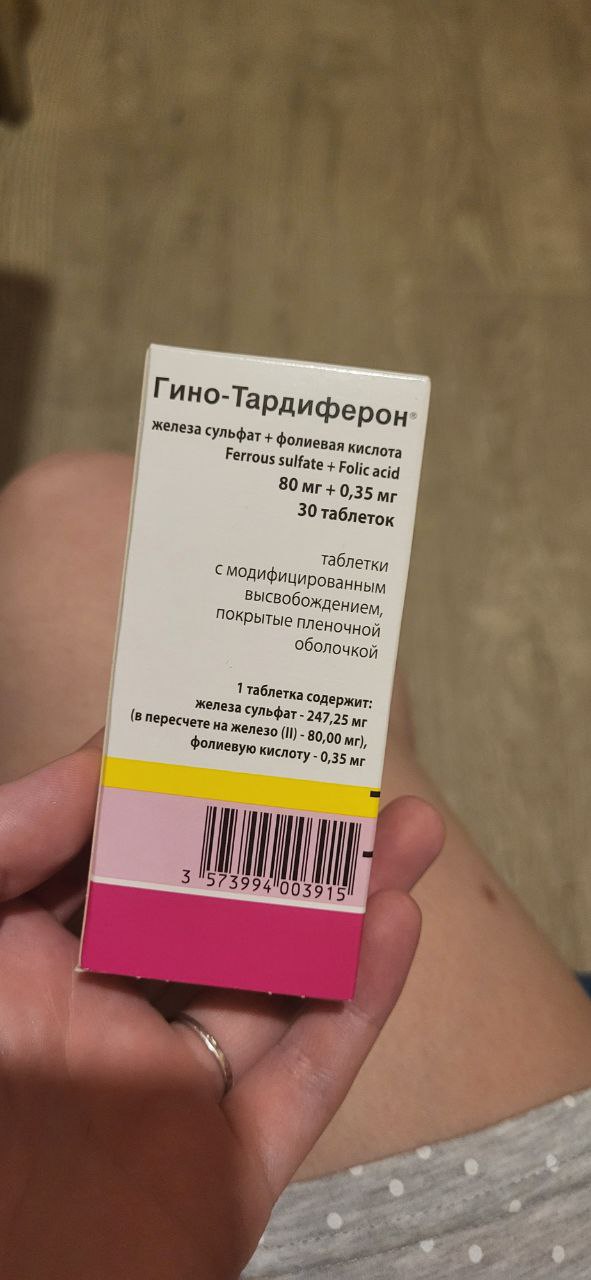 Гино-Тардиферон®
железа сульфат + фолиевая кислота
Ferrous sulfate + Folic acid
80 мг + 0,35 мг
30 таблеток
таблетки
с модифицированным
высвобождением,
покрытые пленочной
оболочкой
1 таблетка содержит:
железа сульфат - 247,25 мг
(в пересчете на железо (II) - 80,00 мг),
фолиевую кислоту - 0,35 мг
3 573994 003915